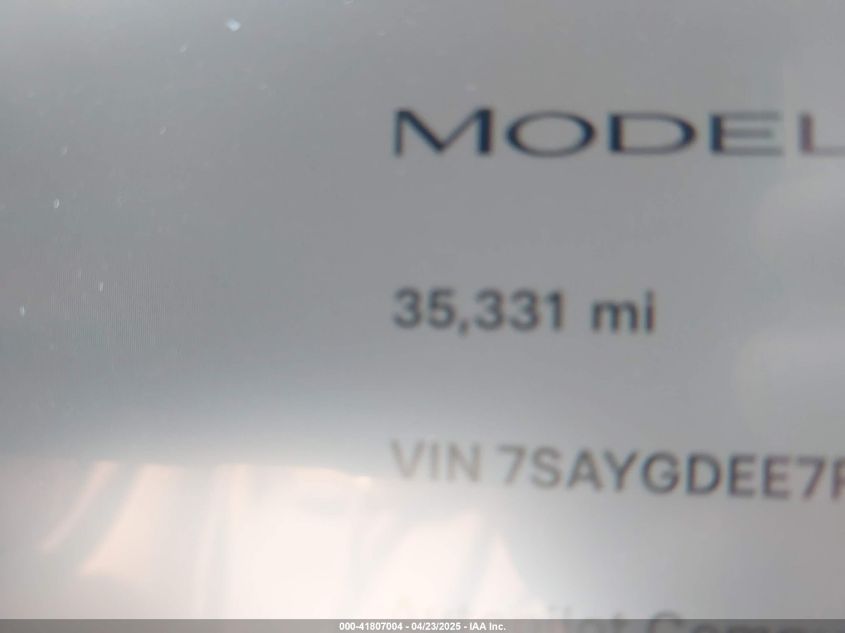 MODEL
35,331 mi
VIN 7SAYGDEE7
000-41807004 - 04/23/2025 - IAA Inc.